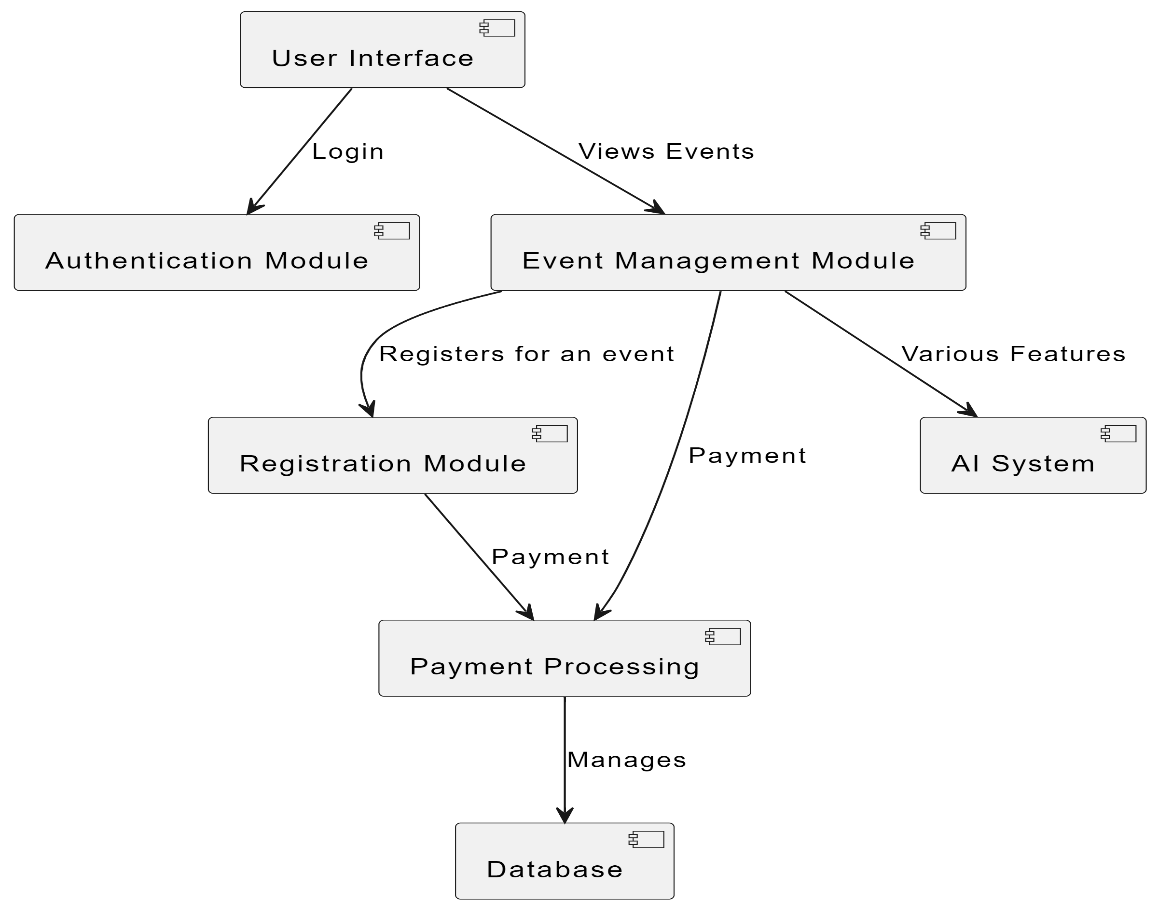 User Interface
Login
Views Events
Authentication Module
Event Management Module
Registers for an event
Various Features
Registration Module
Payment
AI System
Payment
Payment Processing
Manages
Database